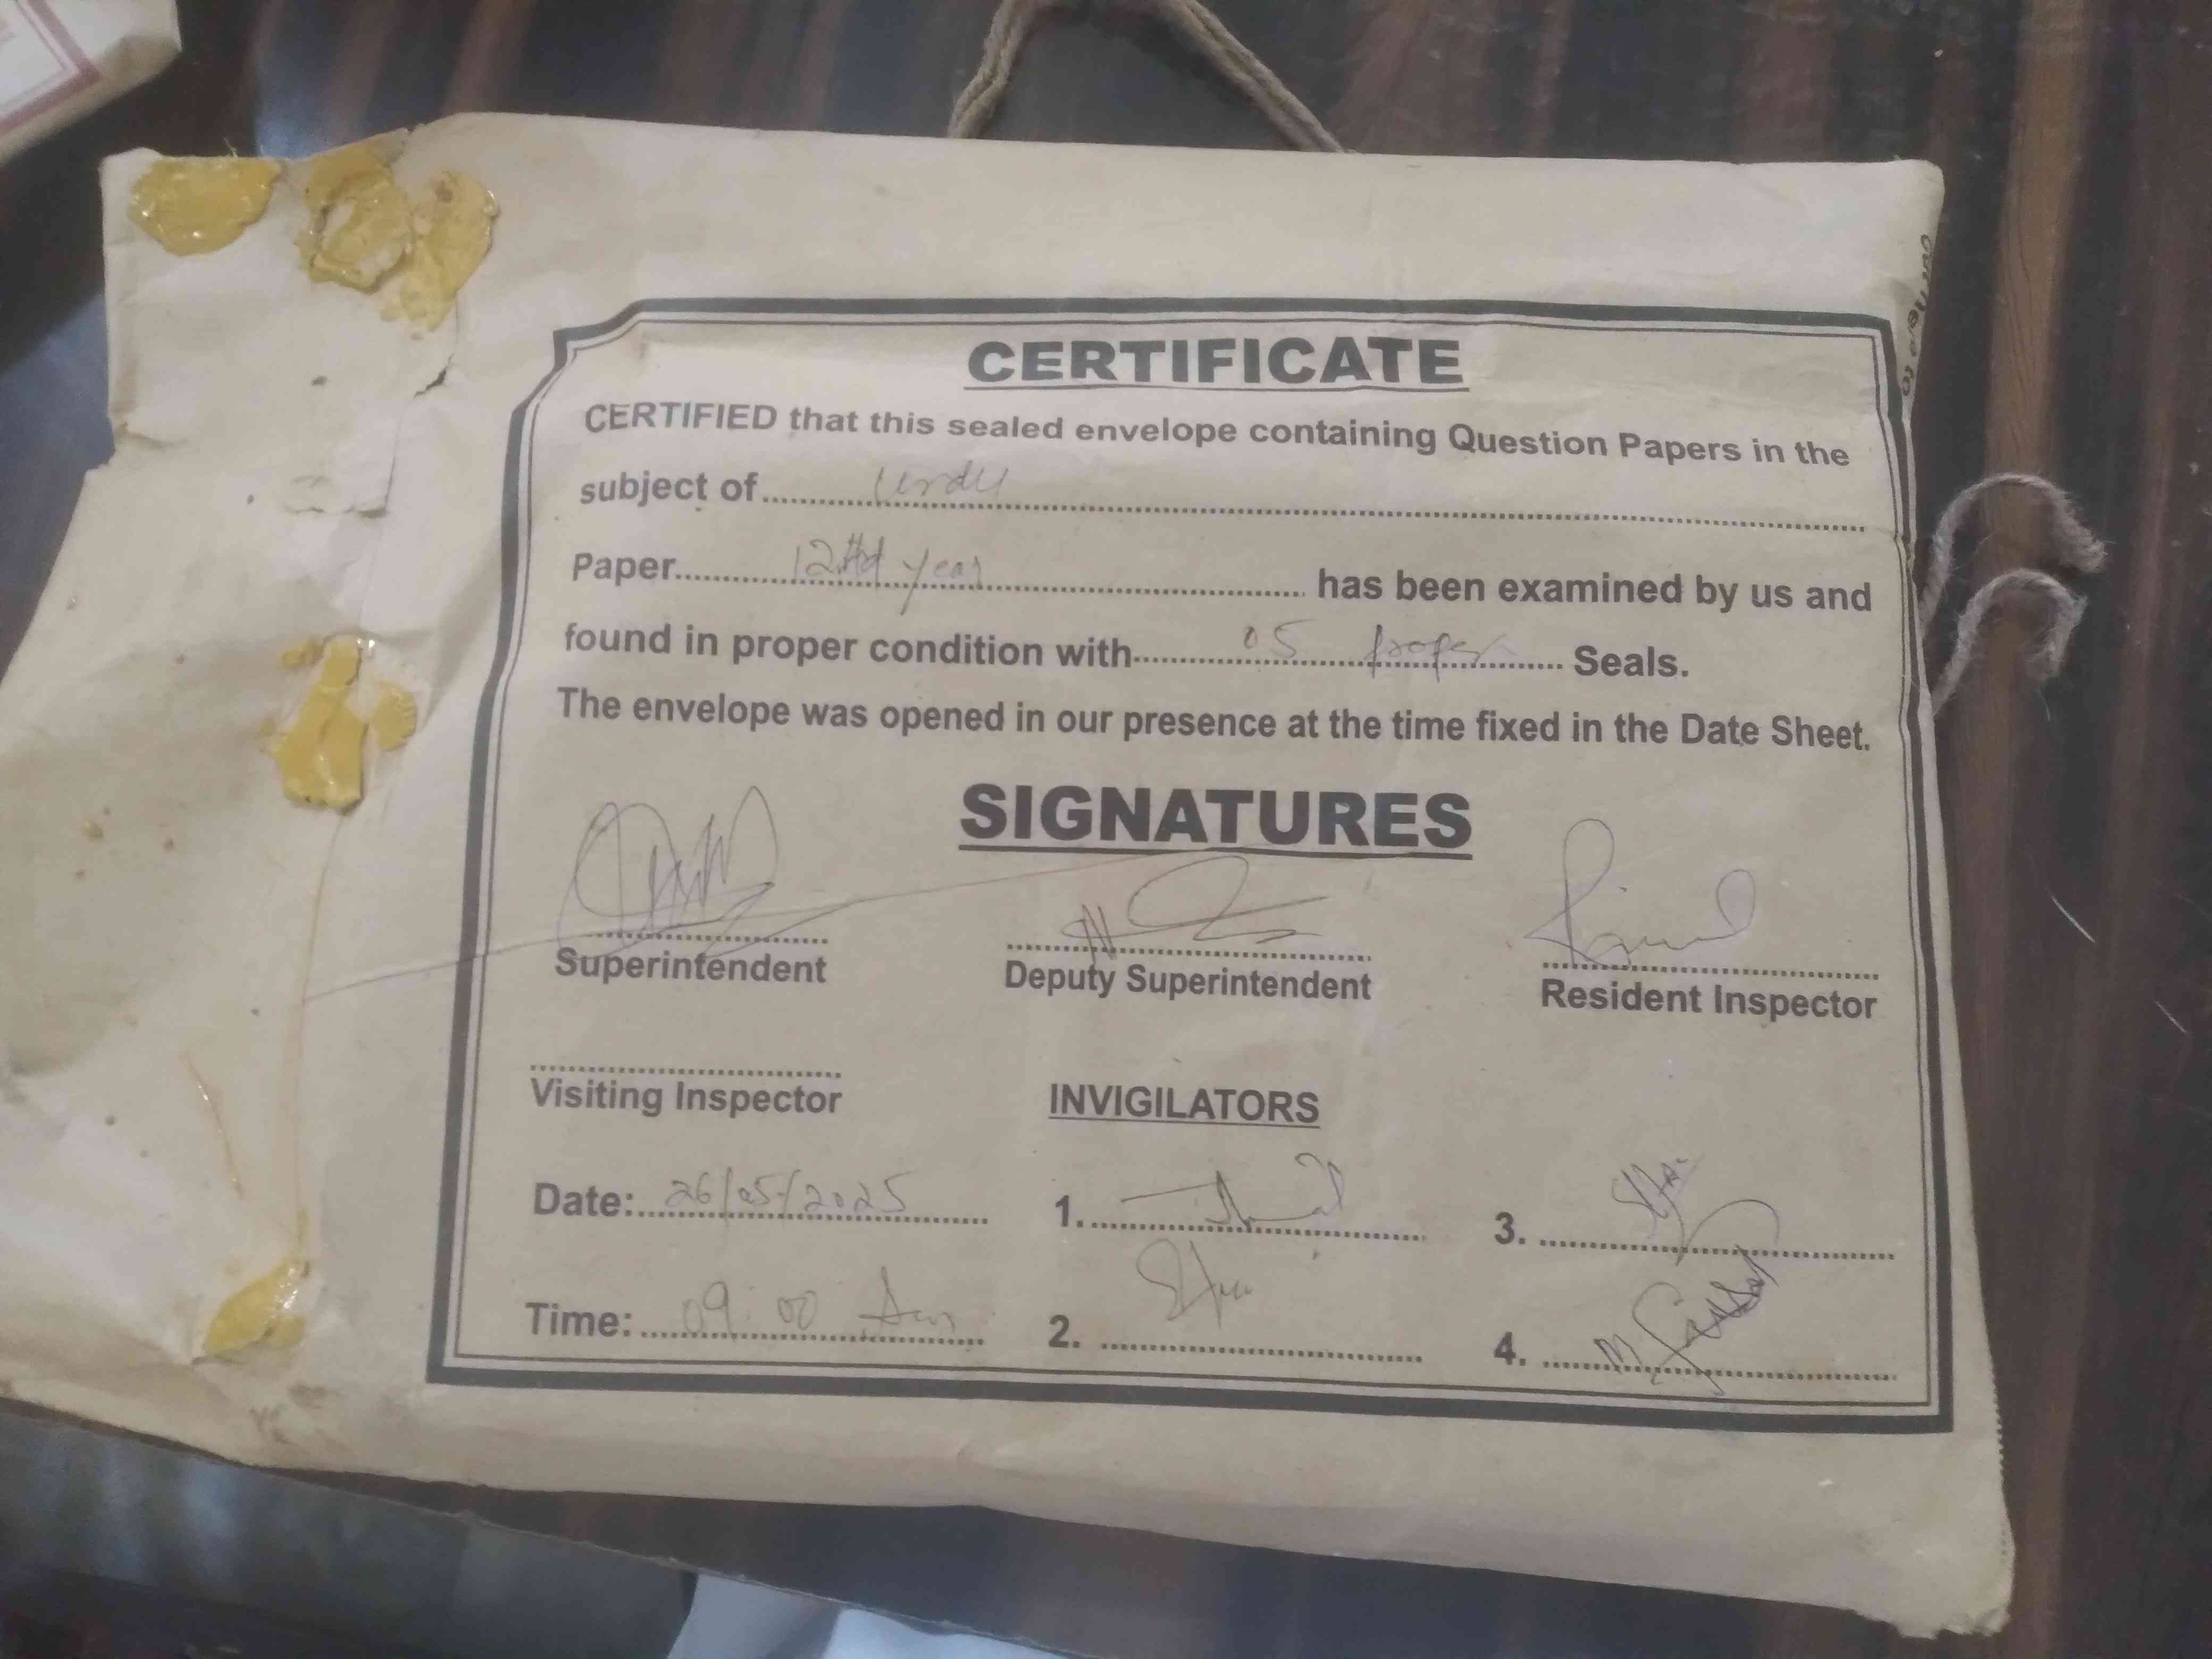 CERTIFICATE
CERTIFIED that this sealed envelope containing Question Papers in the
subject of Urdu
Paper 12 year has been examined by us and
found in proper condition with 05 proper Seals.
The envelope was opened in our presence at the time fixed in the Date Sheet.
SIGNATURES
Superintendent
Deputy Superintendent
Resident Inspector
Visiting Inspector
INVIGILATORS
Date: 26/05/2025
1.
3.
Time: 09:00 Am
2.
4. M